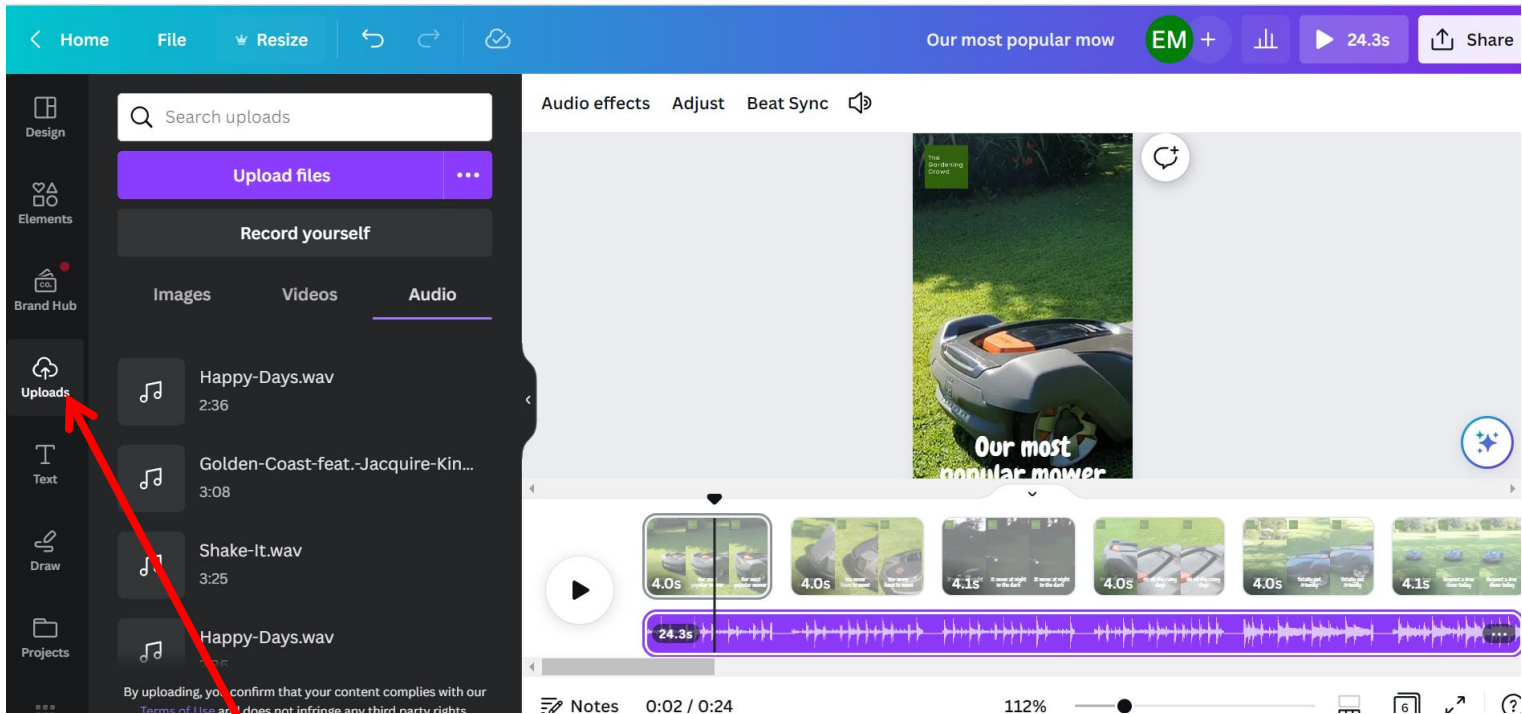 Home File Resize Our most popular mow EM + 24.3s Share
Design
Elements
CO.
Brand Hub
Uploads
Text
Draw
Projects
Search uploads
Upload files
Record yourself
Images Videos Audio
Happy-Days.wav
2:36
Golden-Coast-feat.-Jacquire-Kin...
3:08
Shake-It.wav
3:25
Happy-Days.wav
2:36
By uploading, you confirm that your content complies with our
Terms of Use and does not infringe any third party rights
Audio effects Adjust Beat Sync
The
Gardening
Crowd
Our most
popular mower
4.0s 4.0s 4.1s 4.0s 4.0s 4.1s
24.3s
Notes 0:02 / 0:24 112% 6 ?